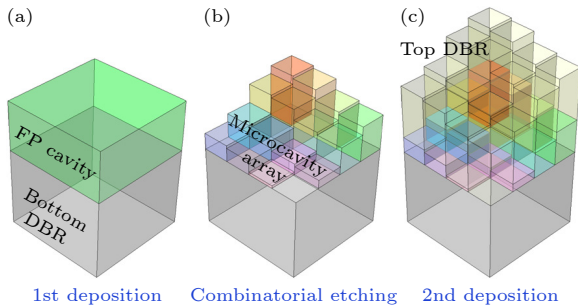 (a)
(b)
(c)
FP cavity
Bottom
DBR
Microcavity
array
Top DBR
1st deposition
Combinatorial etching
2nd deposition